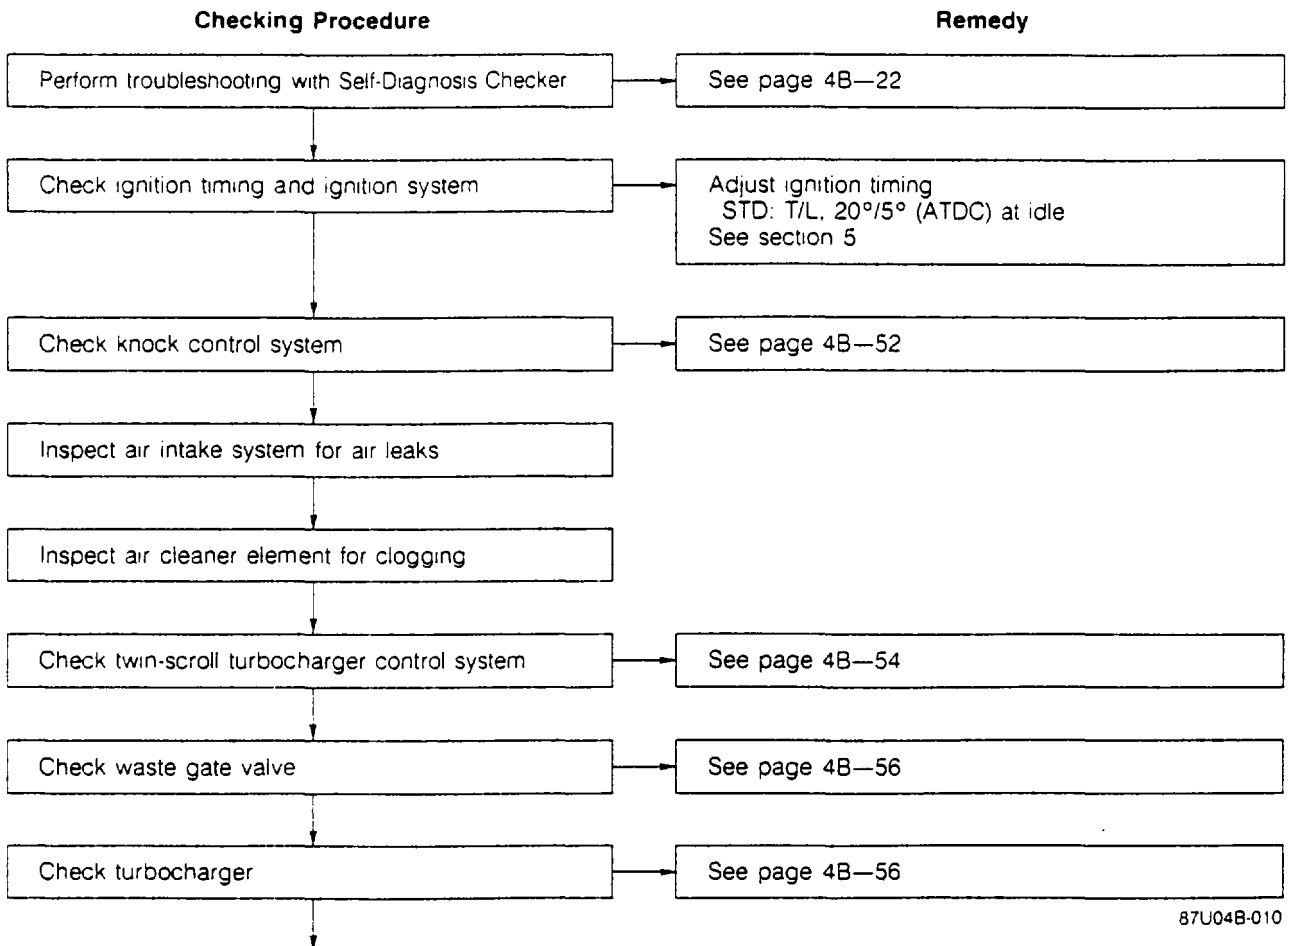 Checking Procedure Remedy
Perform troubleshooting with Self-Diagnosis Checker See page 4B—22
Check ignition timing and ignition system Adjust ignition timing
STD: T/L, 20°/5° (ATDC) at idle
See section 5
Check knock control system See page 4B—52
Inspect air intake system for air leaks
Inspect air cleaner element for clogging
Check twin-scroll turbocharger control system See page 4B—54
Check waste gate valve See page 4B—56
Check turbocharger See page 4B—56
87U04B-010